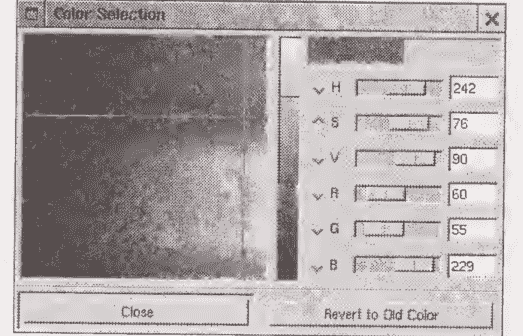 Color Selection
H 242
S 76
V 90
R 60
G 55
B 229
Close Revert to Old Color